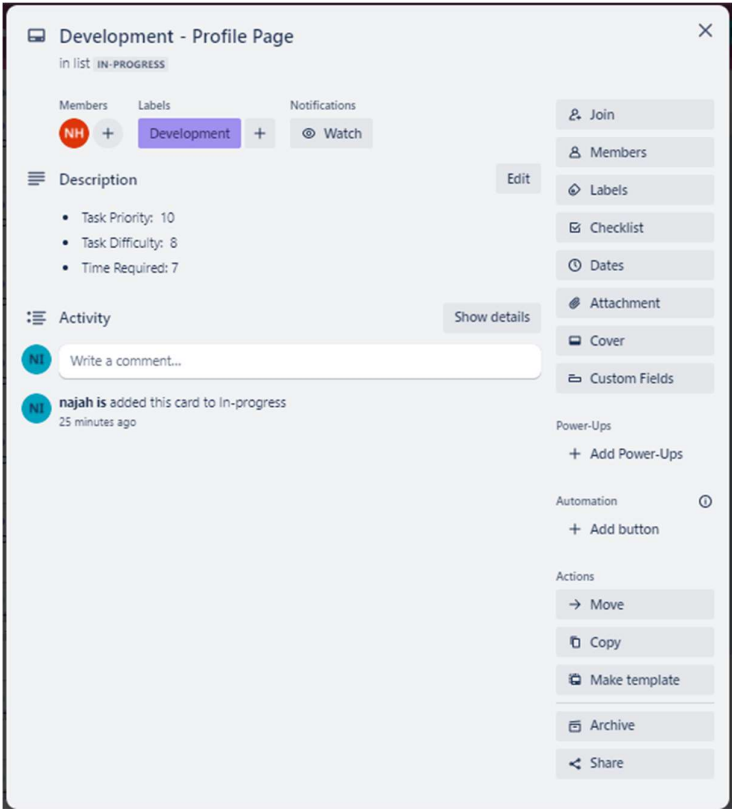 Development - Profile Page
in list IN-PROGRESS
Members Labels Notifications
NH + Development + Watch
Description Edit
• Task Priority: 10
• Task Difficulty: 8
• Time Required: 7
Activity Show details
NI Write a comment...
NI najah is added this card to In-progress
25 minutes ago
Join
Members
Labels
Checklist
Dates
Attachment
Cover
Custom Fields
Power-Ups
+ Add Power-Ups
Automation
+ Add button
Actions
Move
Copy
Make template
Archive
Share